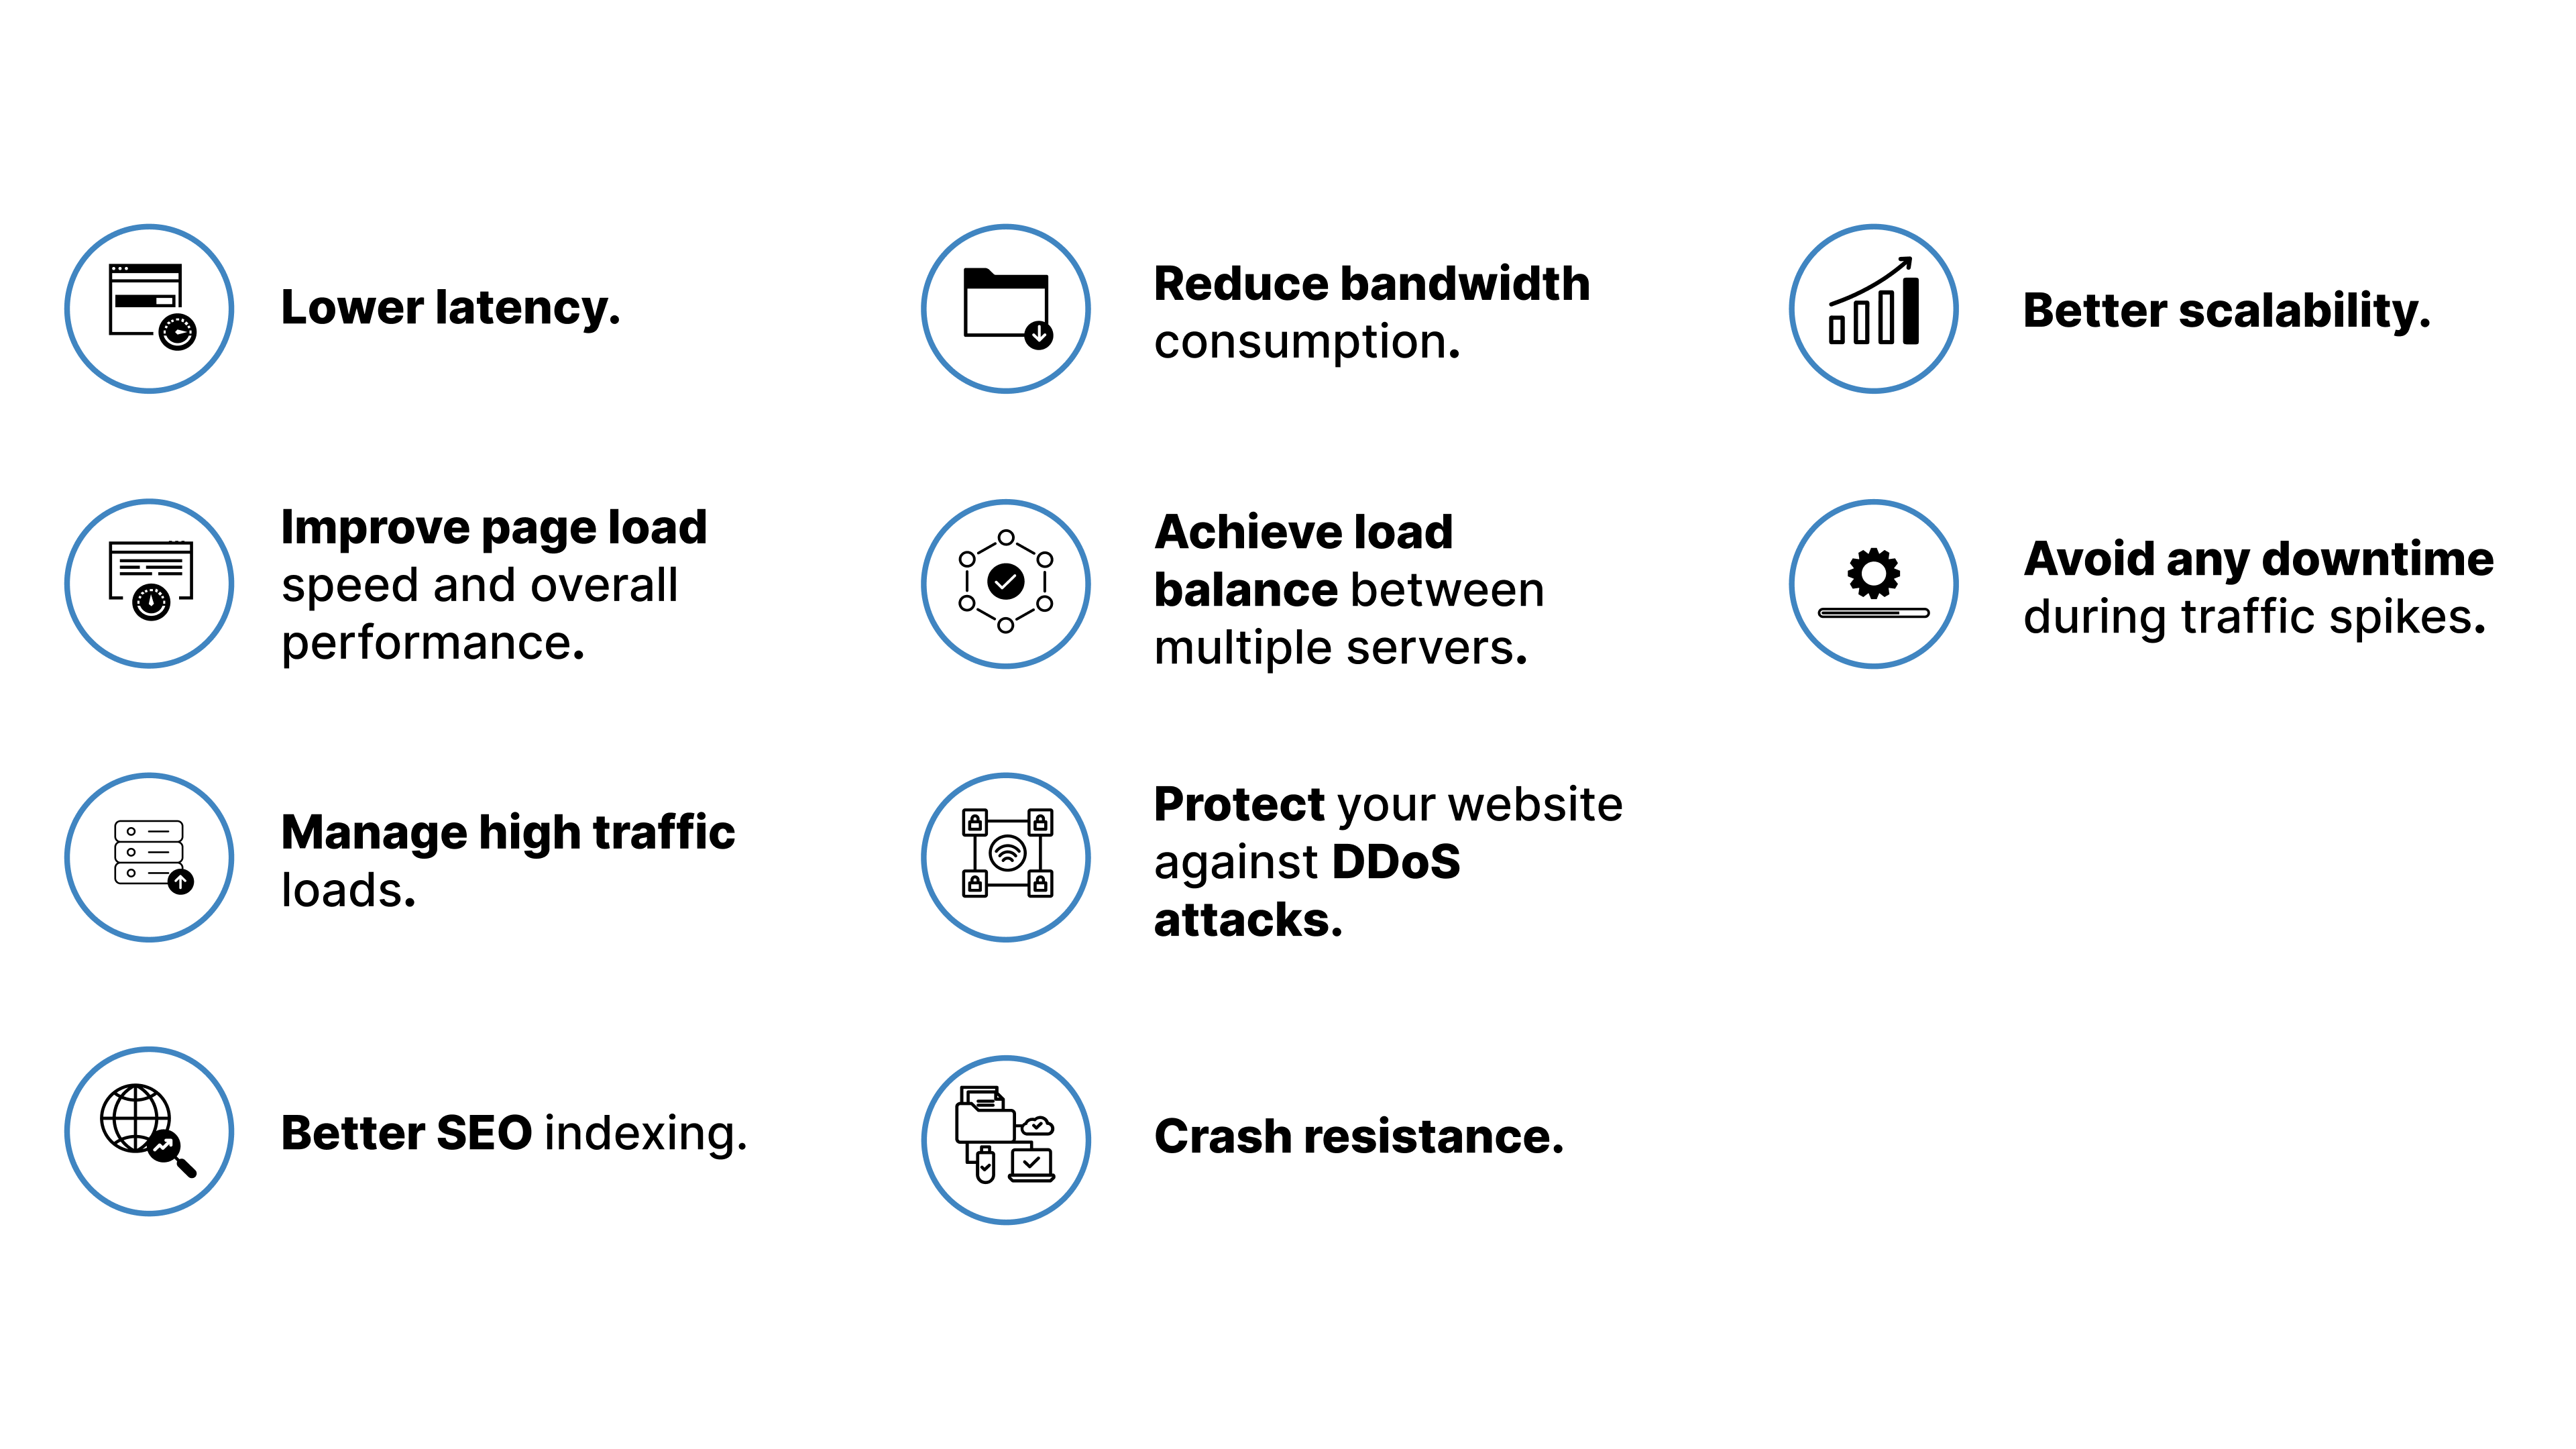 Lower latency.
Improve page load
speed and overall
performance.
Manage high traffic
loads.
Better SEO indexing.
Reduce bandwidth
consumption.
Achieve load
balance between
multiple servers.
Protect your website
against DDoS
attacks.
Crash resistance.
Better scalability.
Avoid any downtime
during traffic spikes.